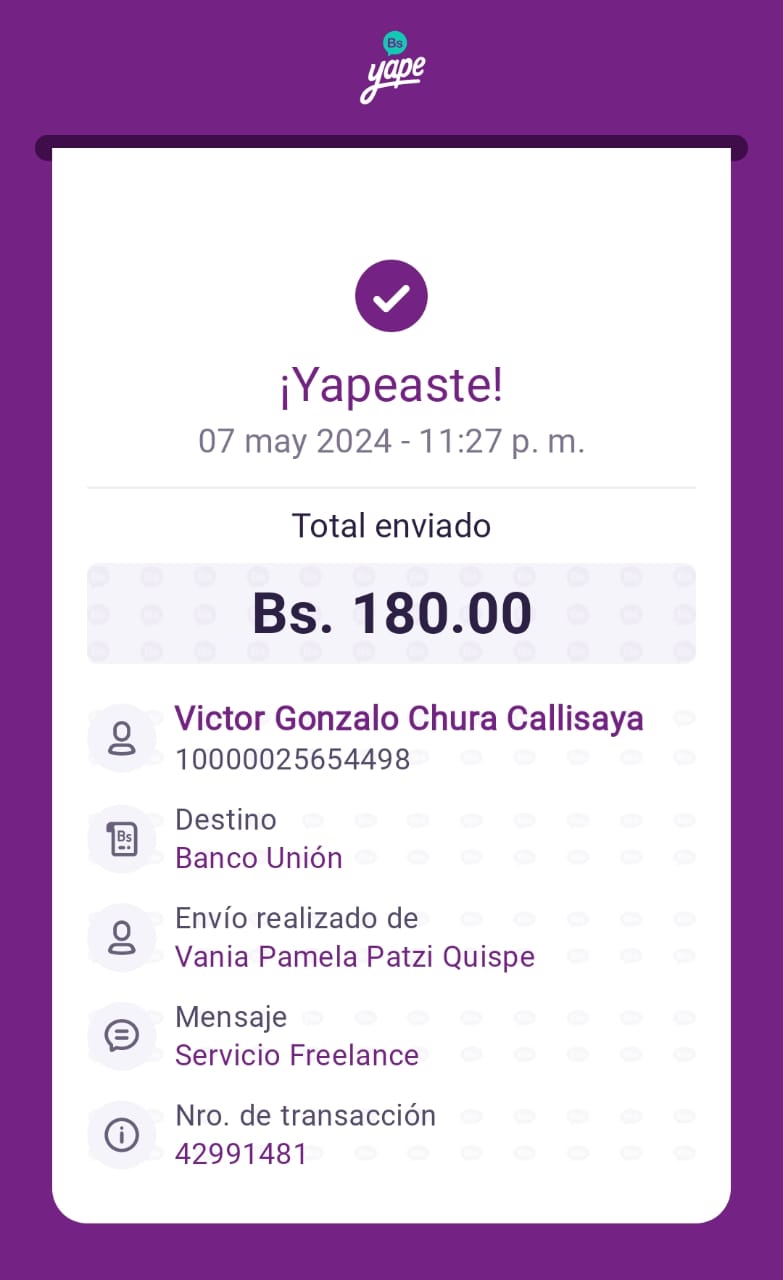 Bs
yape
¡Yapeaste!
07 may 2024 - 11:27 p. m.
Total enviado
Bs. 180.00
Victor Gonzalo Chura Callisaya
10000025654498
Destino
Bs
Banco Unión
Envío realizado de
Vania Pamela Patzi Quispe
Mensaje
Servicio Freelance
Nro. de transacción
42991481